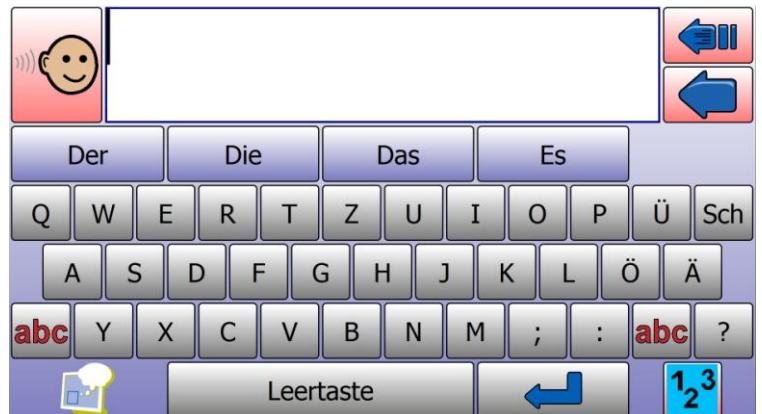 Der Die Das Es
Q W E R T Z U I O P Ü Sch
A S D F G H J K L Ö Ä
abc Y X C V B N M ; : abc ?
Leertaste 123